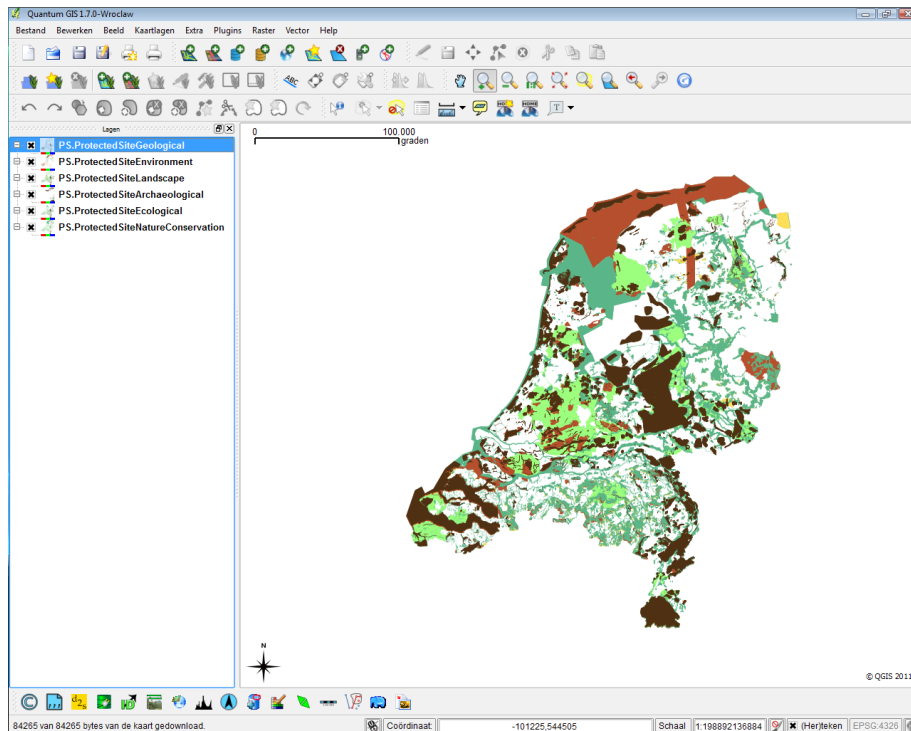 Quantum GIS 1.7.0-Wroclaw
Bestand Bewerken Beeld Kaartlagen Extra Plugins Raster Vector Help
ABC
T
Lagen
PS.ProtectedSiteGeological
PS.ProtectedSiteEnvironment
PS.ProtectedSiteLandscape
PS.ProtectedSiteArchaeological
PS.ProtectedSiteEcological
PS.ProtectedSiteNatureConservation
0 100.000
graden
N
© QGIS 2011
84265 van 84265 bytes van de kaart gedownload.
Coördinaat: -101225,544505 Schaal 1:198892136884 (Her)teken EPSG:4326